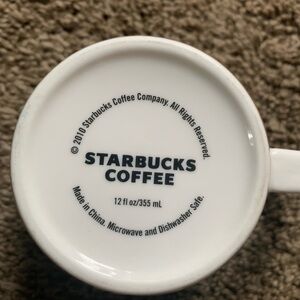 © 2010 Starbucks Coffee Company. All Rights Reserved.
STARBUCKS
COFFEE
12 fl oz/355 mL
Made in China. Microwave and Dishwasher Safe.